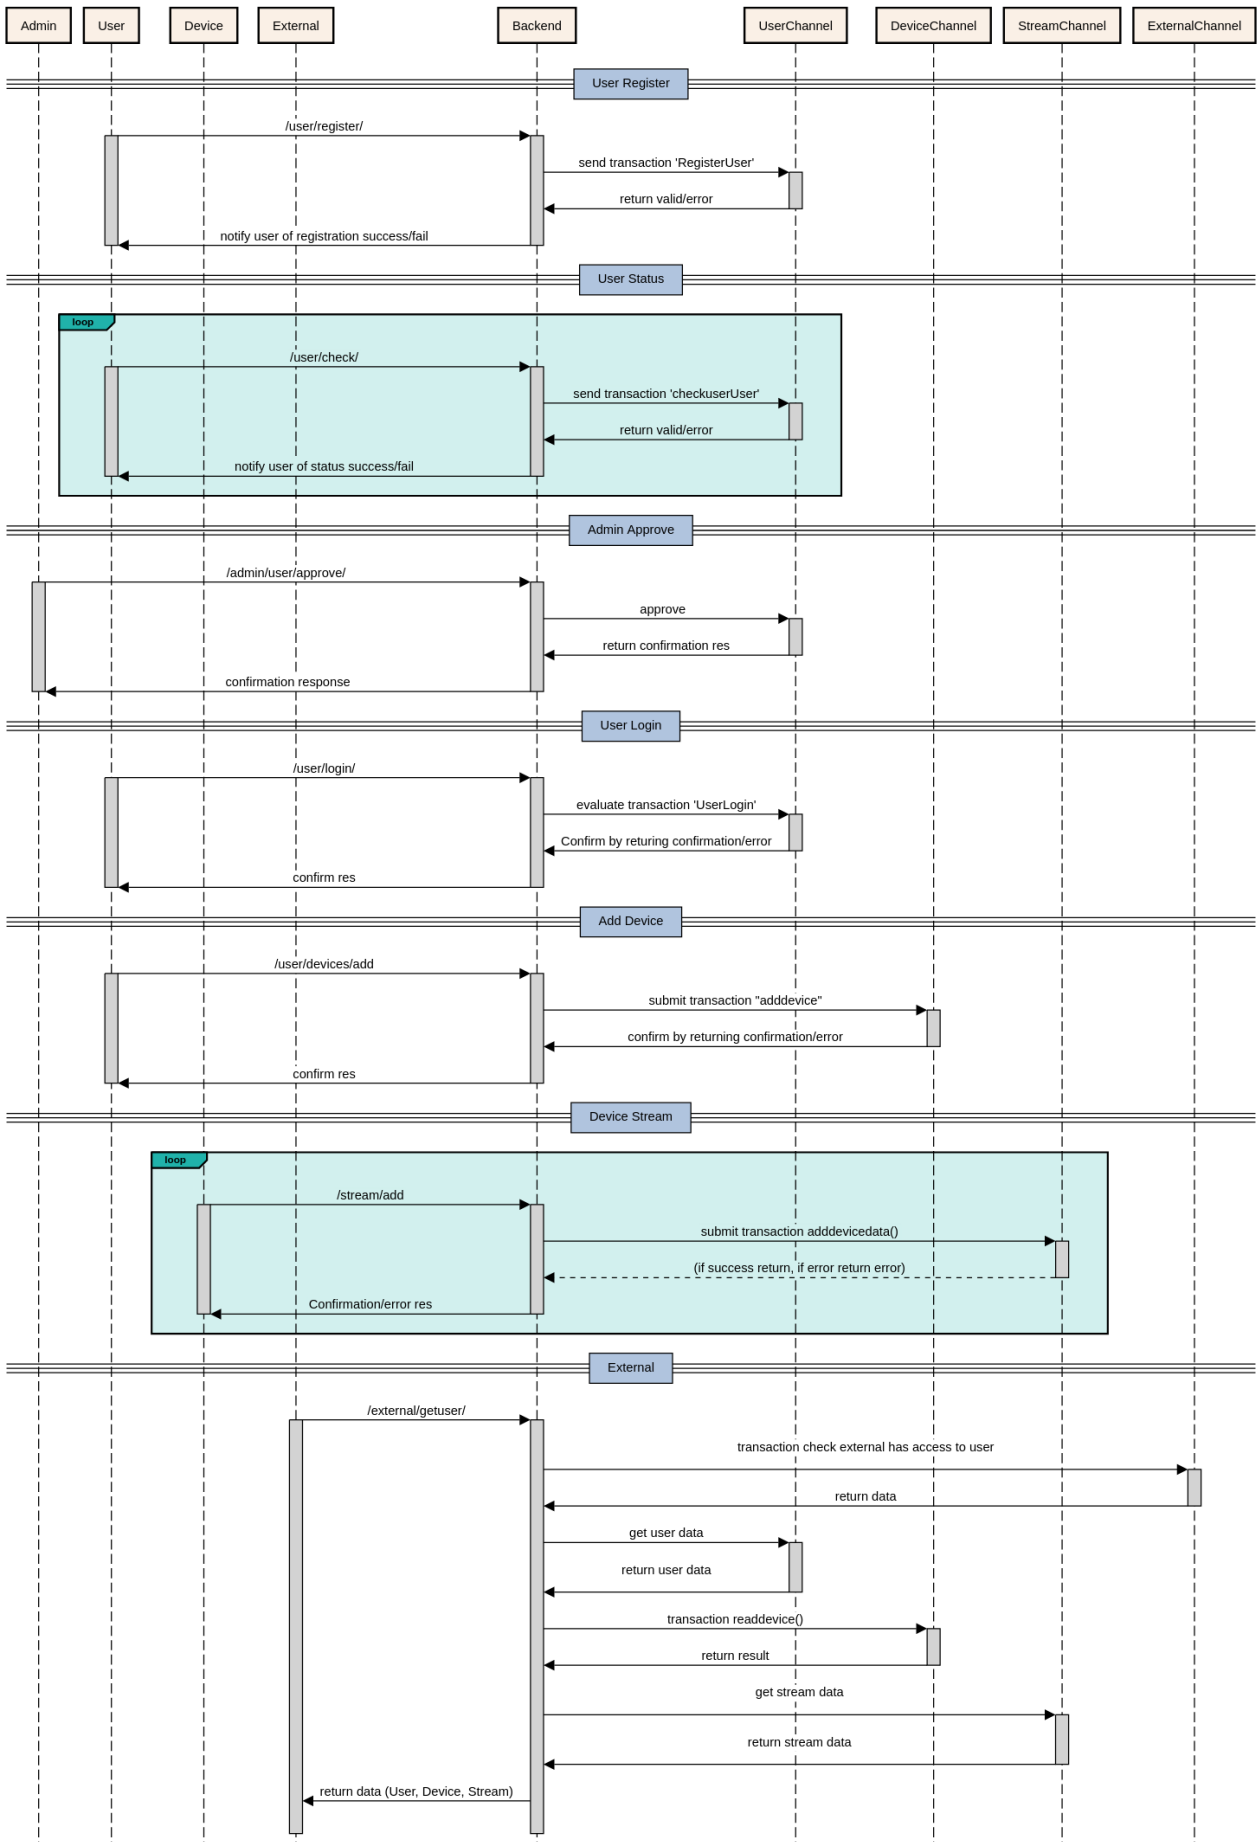 Admin
User
Device
External
Backend
UserChannel
DeviceChannel
StreamChannel
ExternalChannel
User Register
/user/register/
send transaction 'RegisterUser'
return valid/error
notify user of registration success/fail
User Status
loop
/user/check/
send transaction 'checkuserUser'
return valid/error
notify user of status success/fail
Admin Approve
/admin/user/approve/
approve
return confirmation res
confirmation response
User Login
/user/login/
evaluate transaction 'UserLogin'
Confirm by returing confirmation/error
confirm res
Add Device
/user/devices/add
submit transaction "adddevice"
confirm by returning confirmation/error
confirm res
Device Stream
loop
/stream/add
submit transaction adddevicedata()
(if success return, if error return error)
Confirmation/error res
External
/external/getuser/
transaction check external has access to user
return data
get user data
return user data
transaction readdevice()
return result
get stream data
return stream data
return data (User, Device, Stream)